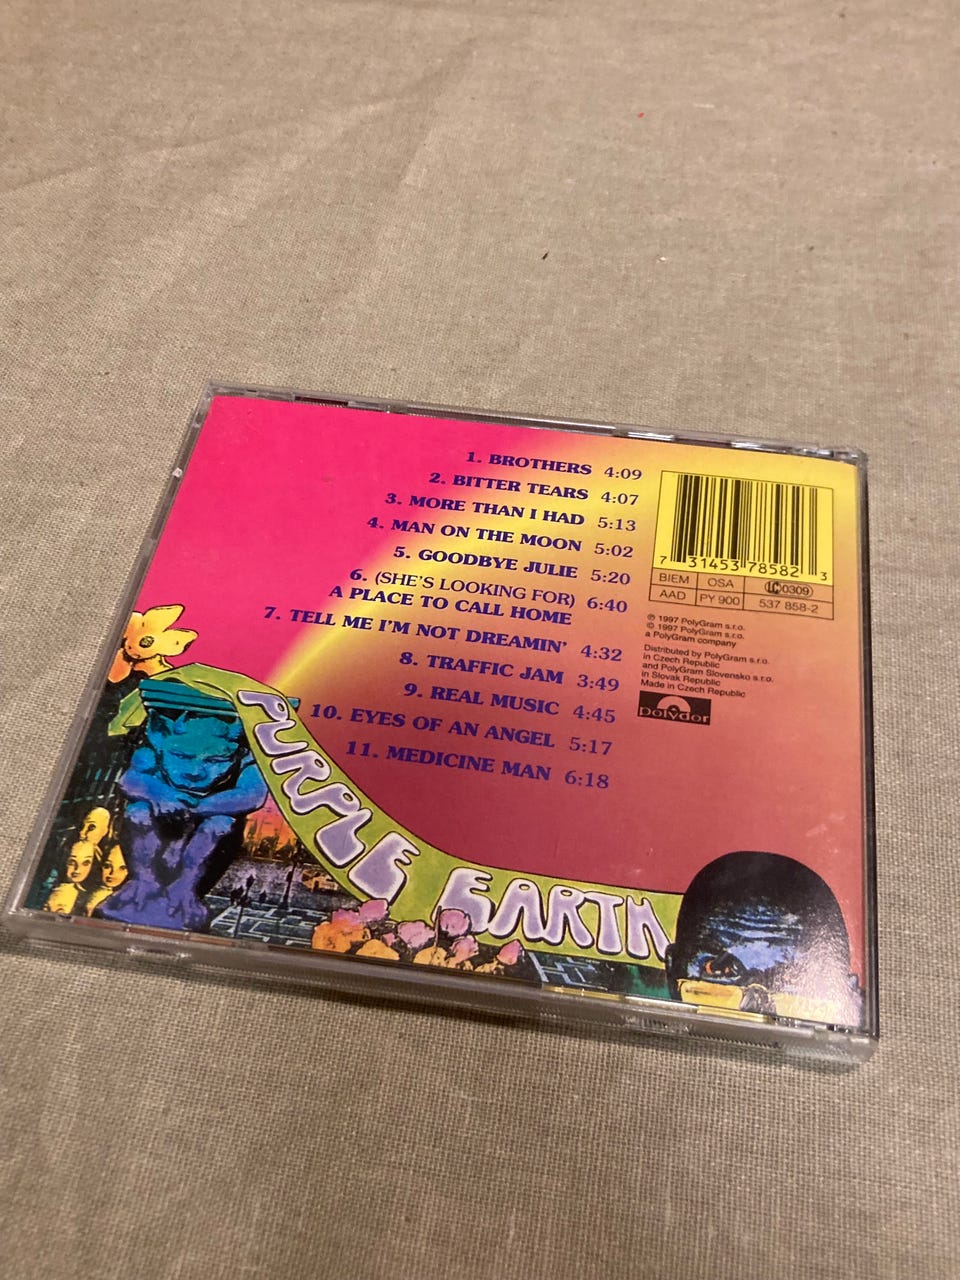 1. BROTHERS 4:09
2. BITTER TEARS 4:07
3. MORE THAN I HAD 5:13
4. MAN ON THE MOON 5:02
5. GOODBYE JULIE 5:20
6. (SHE'S LOOKING FOR) 6:40
A PLACE TO CALL HOME
7. TELL ME I'M NOT DREAMIN' 4:32
8. TRAFFIC JAM 3:49
9. REAL MUSIC 4:45
10. EYES OF AN ANGEL 5:17
11. MEDICINE MAN 6:18
7 31453 78582 3
BIEM OSA LC 0309
AAD PY 900 537 858-2
℗ 1997 PolyGram s.r.o.
© 1997 PolyGram s.r.o.
a PolyGram company
Distributed by PolyGram s.r.o.
in Czech Republic
and PolyGram Slovensko s.r.o.
in Slovak Republic
Made in Czech Republic
Polydor
PURPLE EARTH